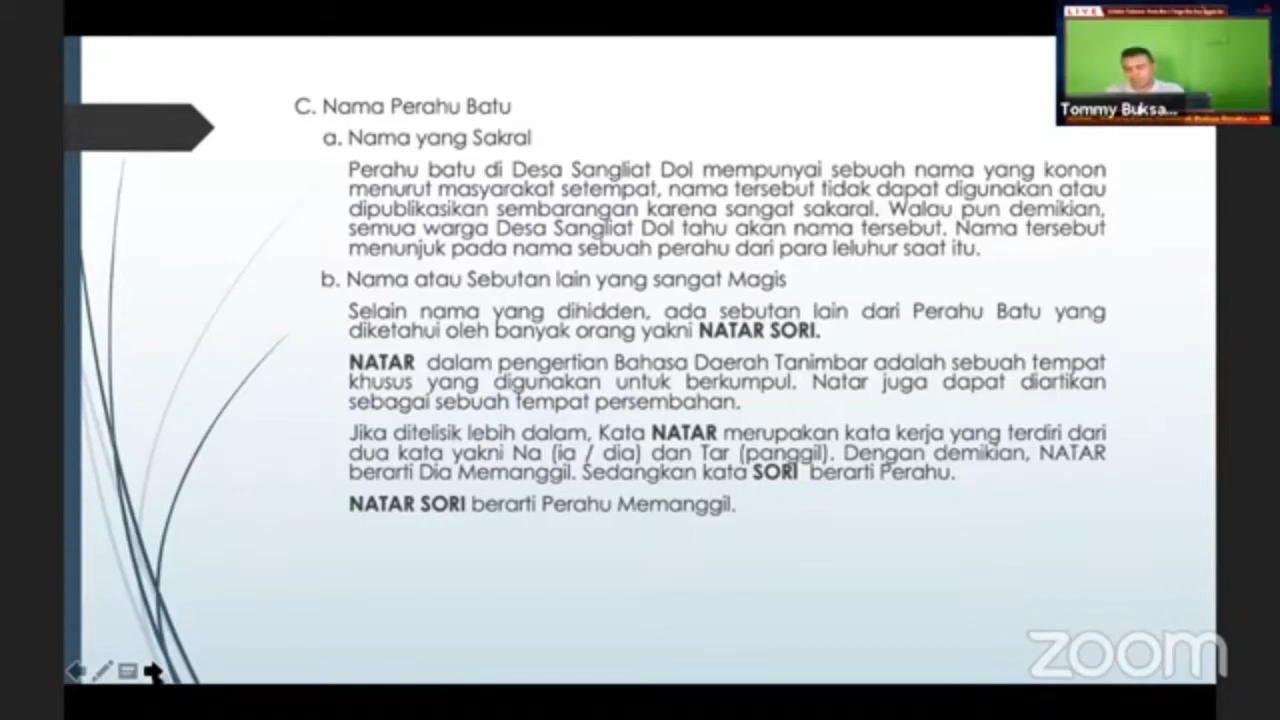 LIVE
Tommy Buksa...
C. Nama Perahu Batu
a. Nama yang Sakral
Perahu batu di Desa Sangliat Dol mempunyai sebuah nama yang konon
menurut masyarakat setempat, nama tersebut tidak dapat digunakan atau
dipublikasikan sembarangan karena sangat sakaral. Walau pun demikian,
semua warga Desa Sangliat Dol tahu akan nama tersebut. Nama tersebut
menunjuk pada nama sebuah perahu dari para leluhur saat itu.
b. Nama atau Sebutan lain yang sangat Magis
Selain nama yang dihidden, ada sebutan lain dari Perahu Batu yang
diketahui oleh banyak orang yakni NATAR SORI.
NATAR dalam pengertian Bahasa Daerah Tanimbar adalah sebuah tempat
khusus yang digunakan untuk berkumpul. Natar juga dapat diartikan
sebagai sebuah tempat persembahan.
Jika ditelisik lebih dalam, Kata NATAR merupakan kata kerja yang terdiri dari
dua kata yakni Na (ia / dia) dan Tar (panggil). Dengan demikian, NATAR
berarti Dia Memanggil. Sedangkan kata SORI berarti Perahu.
NATAR SORI berarti Perahu Memanggil.
zoom